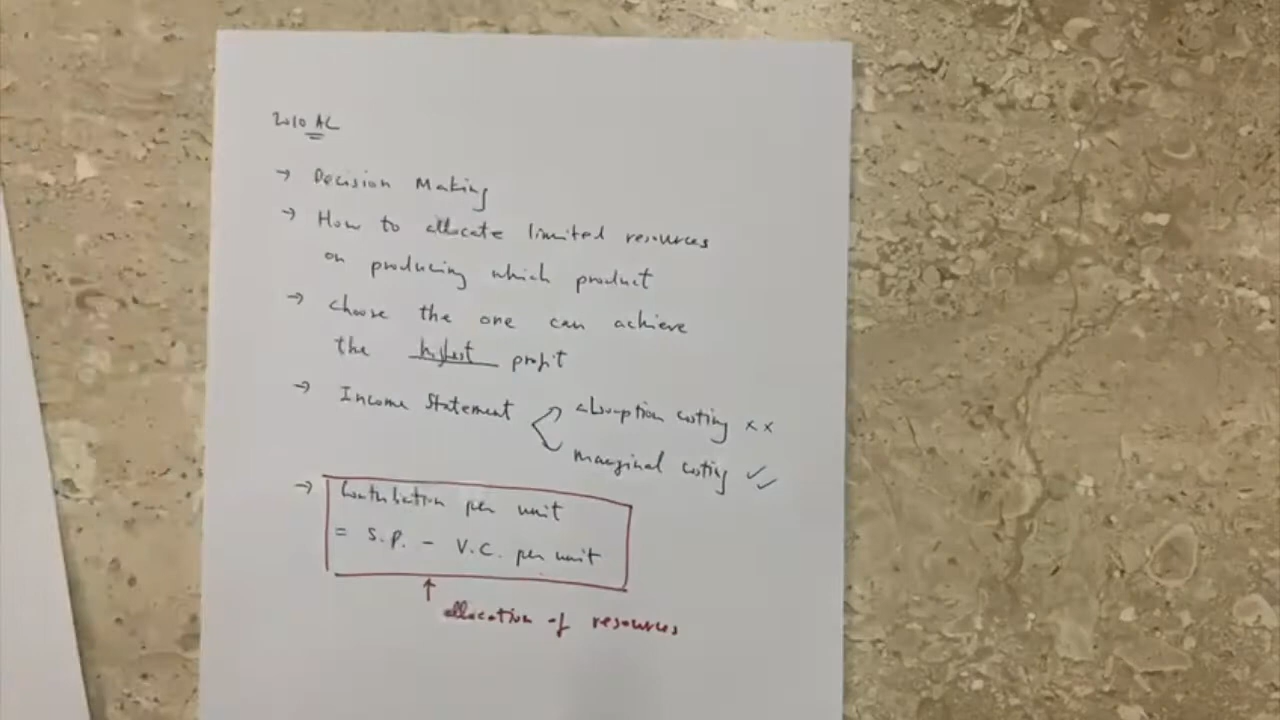 2010 AL
→ Decision Making
→ How to allocate limited resources
on producing which product
→ choose the one can achieve
the highest profit
→ Income Statement
absorption costing xx
marginal costing ✓✓
→ Contribution per unit
= S.P. - V.C. per unit
↑
allocation of resources